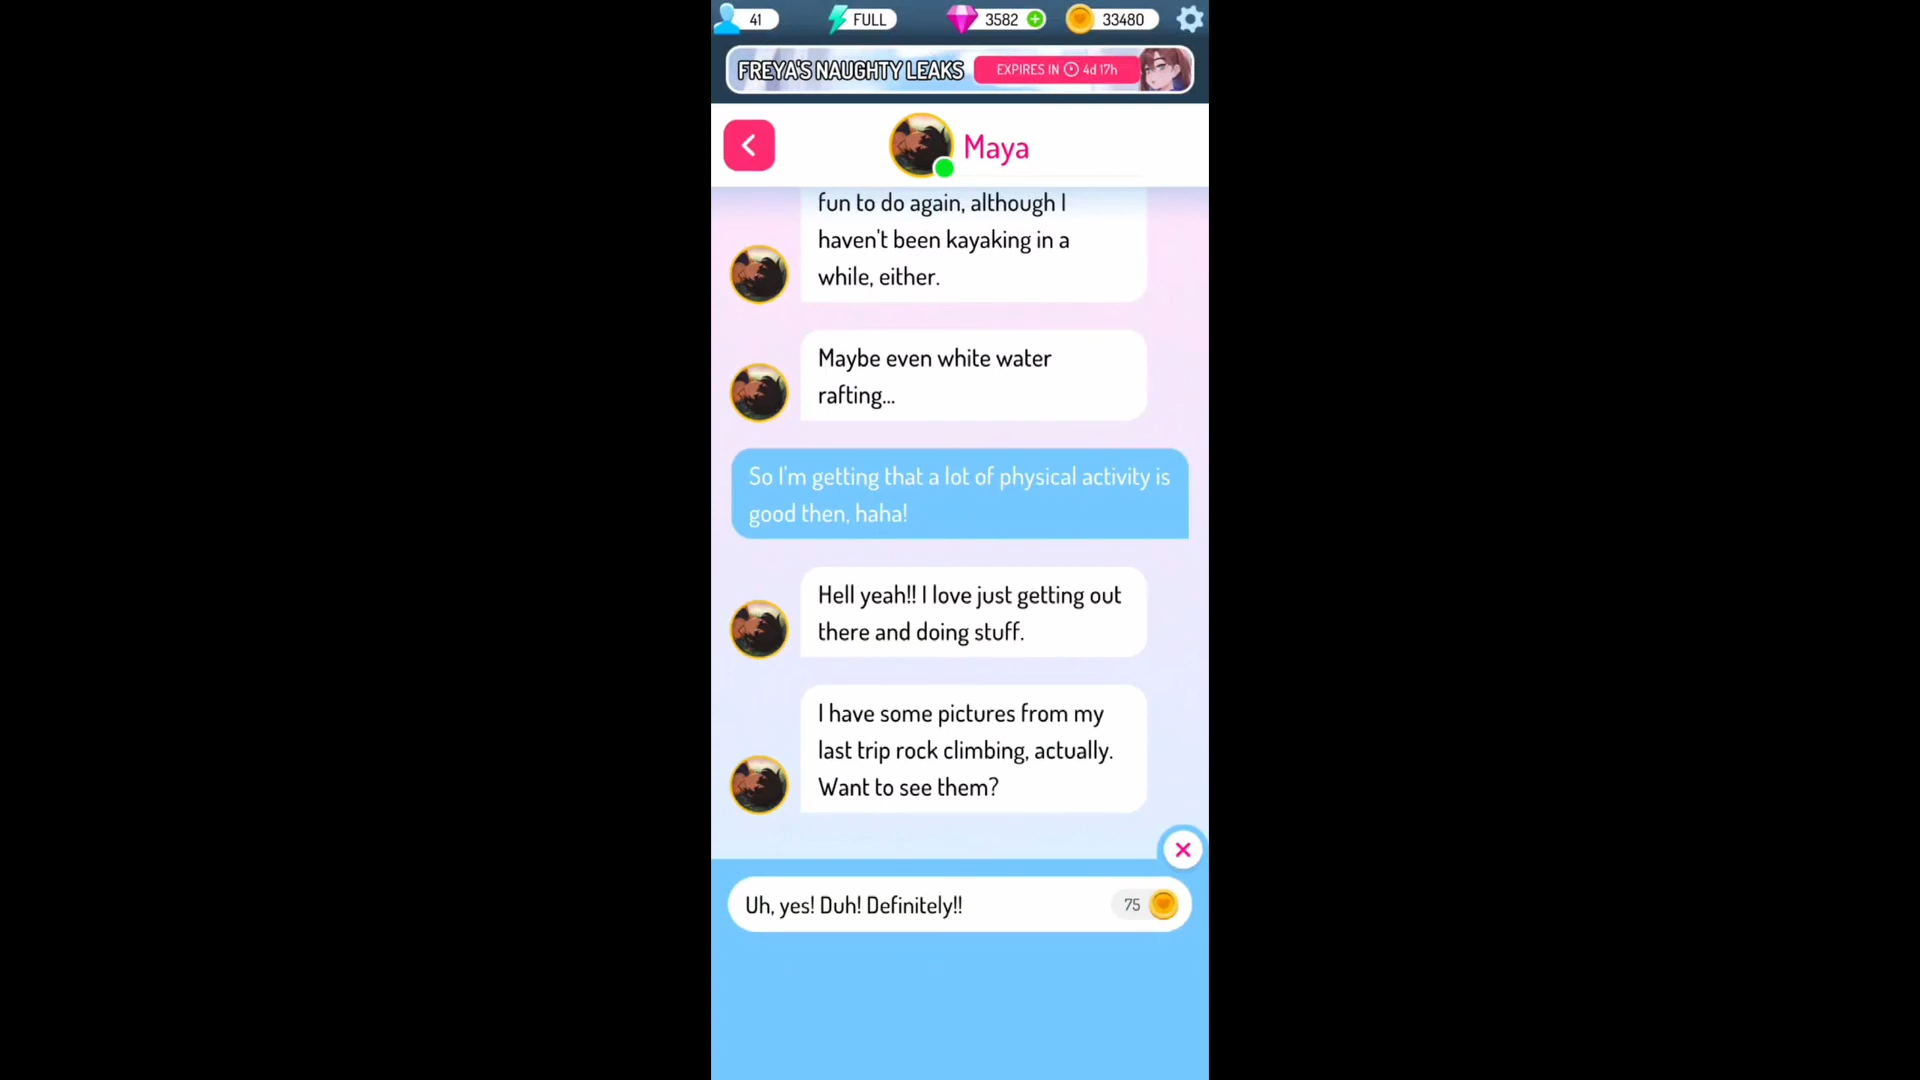 41
FULL
3582
33480
FREYA'S NAUGHTY LEAKS
EXPIRES IN 4d 17h
Maya
fun to do again, although I
haven't been kayaking in a
while, either.
Maybe even white water
rafting...
So I'm getting that a lot of physical activity is
good then, haha!
Hell yeah!! I love just getting out
there and doing stuff.
I have some pictures from my
last trip rock climbing, actually.
Want to see them?
Uh, yes! Duh! Definitely!!
75